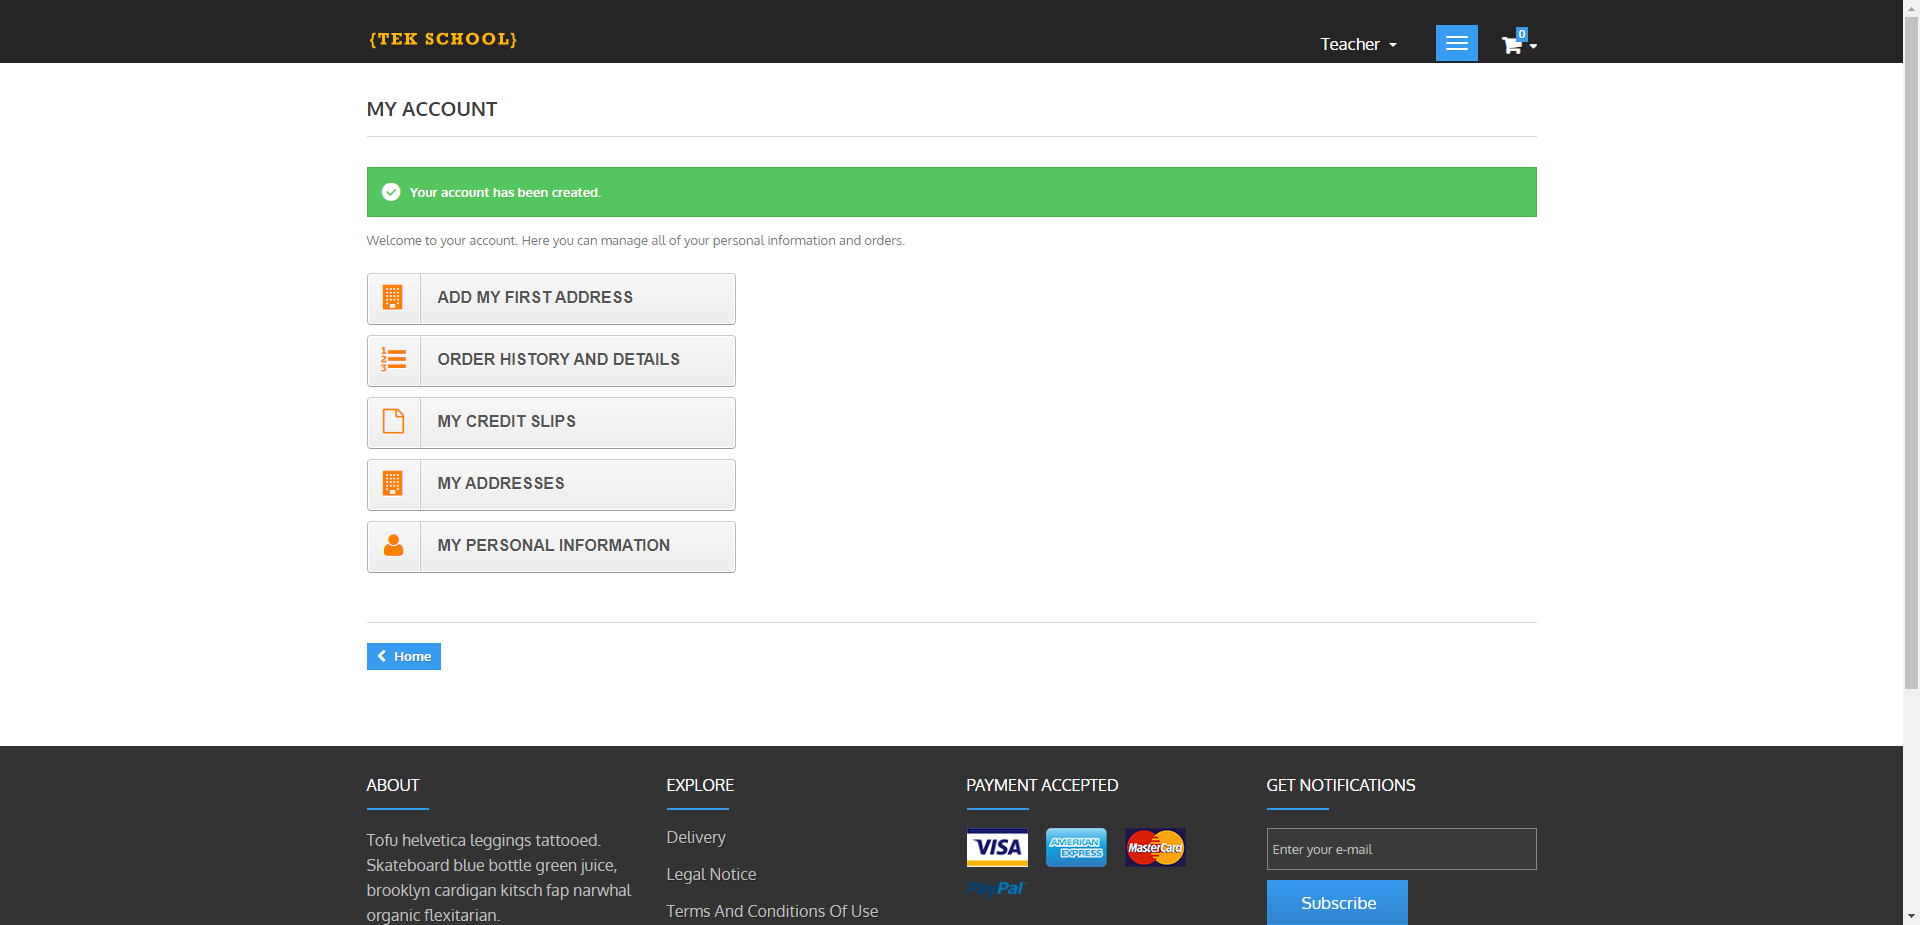 {TEK SCHOOL}
Teacher
0
MY ACCOUNT
Your account has been created.
Welcome to your account. Here you can manage all of your personal information and orders.
ADD MY FIRST ADDRESS
1
2
3
ORDER HISTORY AND DETAILS
MY CREDIT SLIPS
MY ADDRESSES
MY PERSONAL INFORMATION
Home
ABOUT
Tofu helvetica leggings tattooed.
Skateboard blue bottle green juice,
brooklyn cardigan kitsch fap narwhal
organic flexitarian.
EXPLORE
Delivery
Legal Notice
Terms And Conditions Of Use
PAYMENT ACCEPTED
VISA
AMERICAN EXPRESS
MasterCard
PayPal
GET NOTIFICATIONS
Enter your e-mail
Subscribe